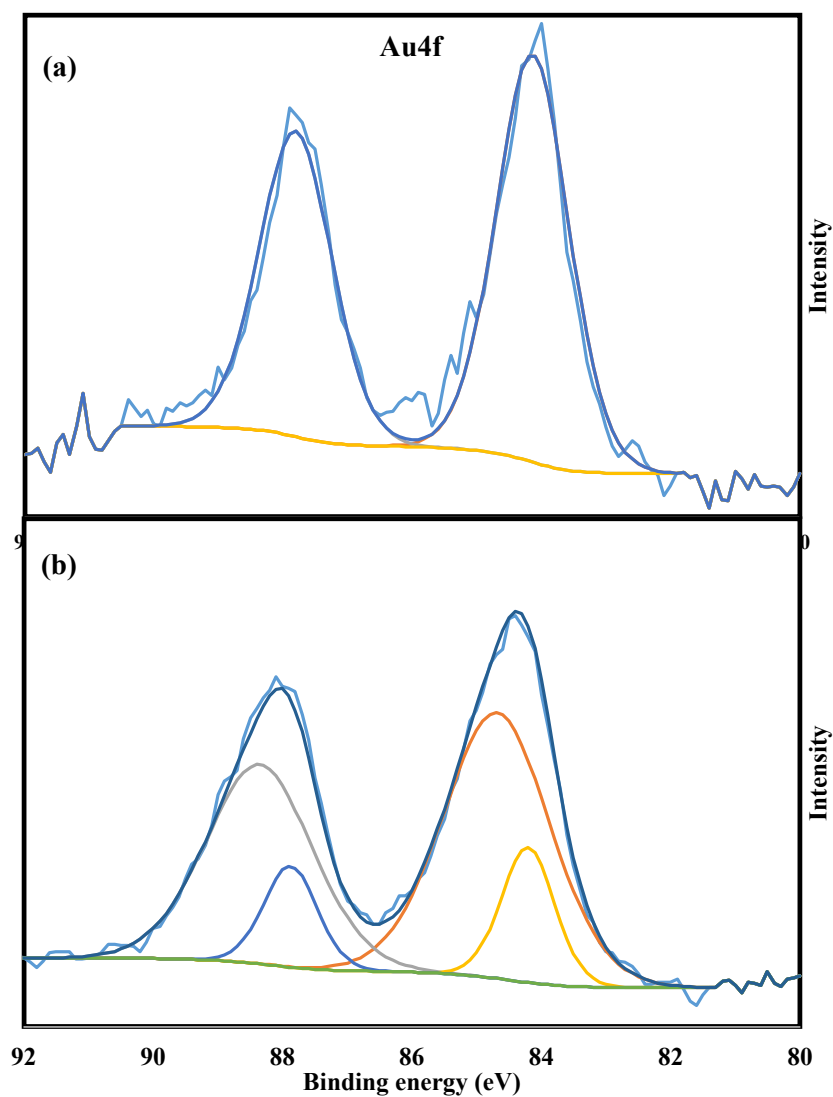 Au4f
(a)
Intensity
(b)
Intensity
92 90 88 86 84 82 80
Binding energy (eV)